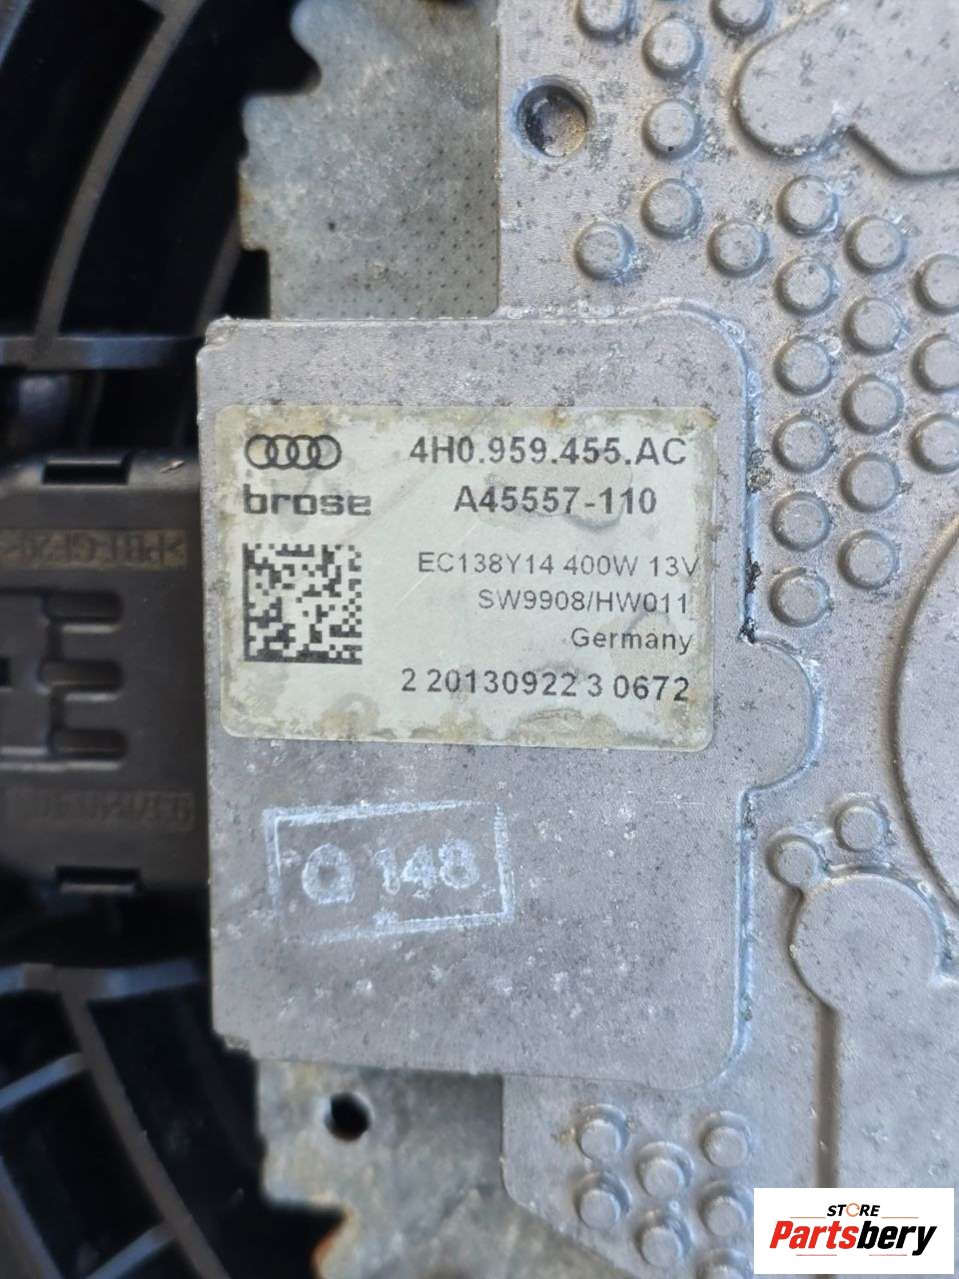 4H0.959.455.AC
brose
A45557-110
EC138Y14 400W 13V
SW9908/HW011
Germany
2 20130922 3 0672
Q 148
STORE
Partsbery